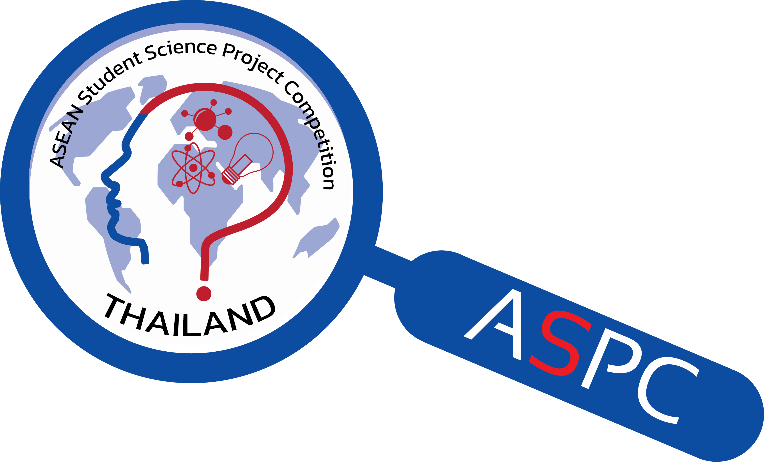 ASEAN Student Science Project Competition
THAILAND
ASPC